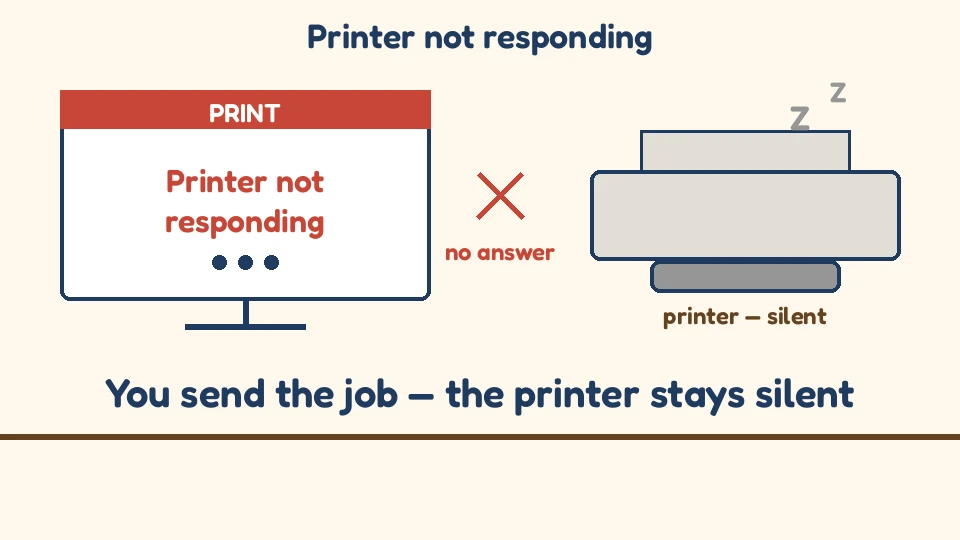 Printer not responding
PRINT
Printer not
responding
no answer
Z
Z
printer — silent
You send the job — the printer stays silent